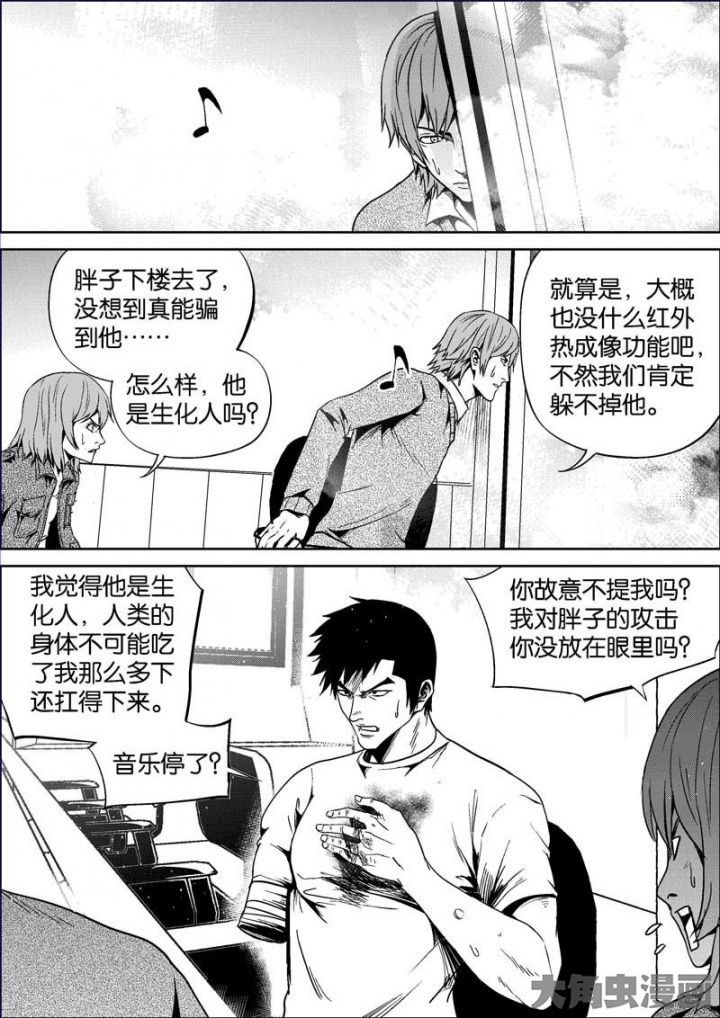 胖子下楼去了，
没想到真能骗
到他……
怎么样，他
是生化人吗？
就算是，大概
也没什么红外
热成像功能吧，
不然我们肯定
躲不掉他。
我觉得他是生
化人，人类的
身体不可能吃
了我那么多下
还扛得下来。
音乐停了？
你故意不提我吗？
我对胖子的攻击
你没放在眼里吗？
大角虫漫画